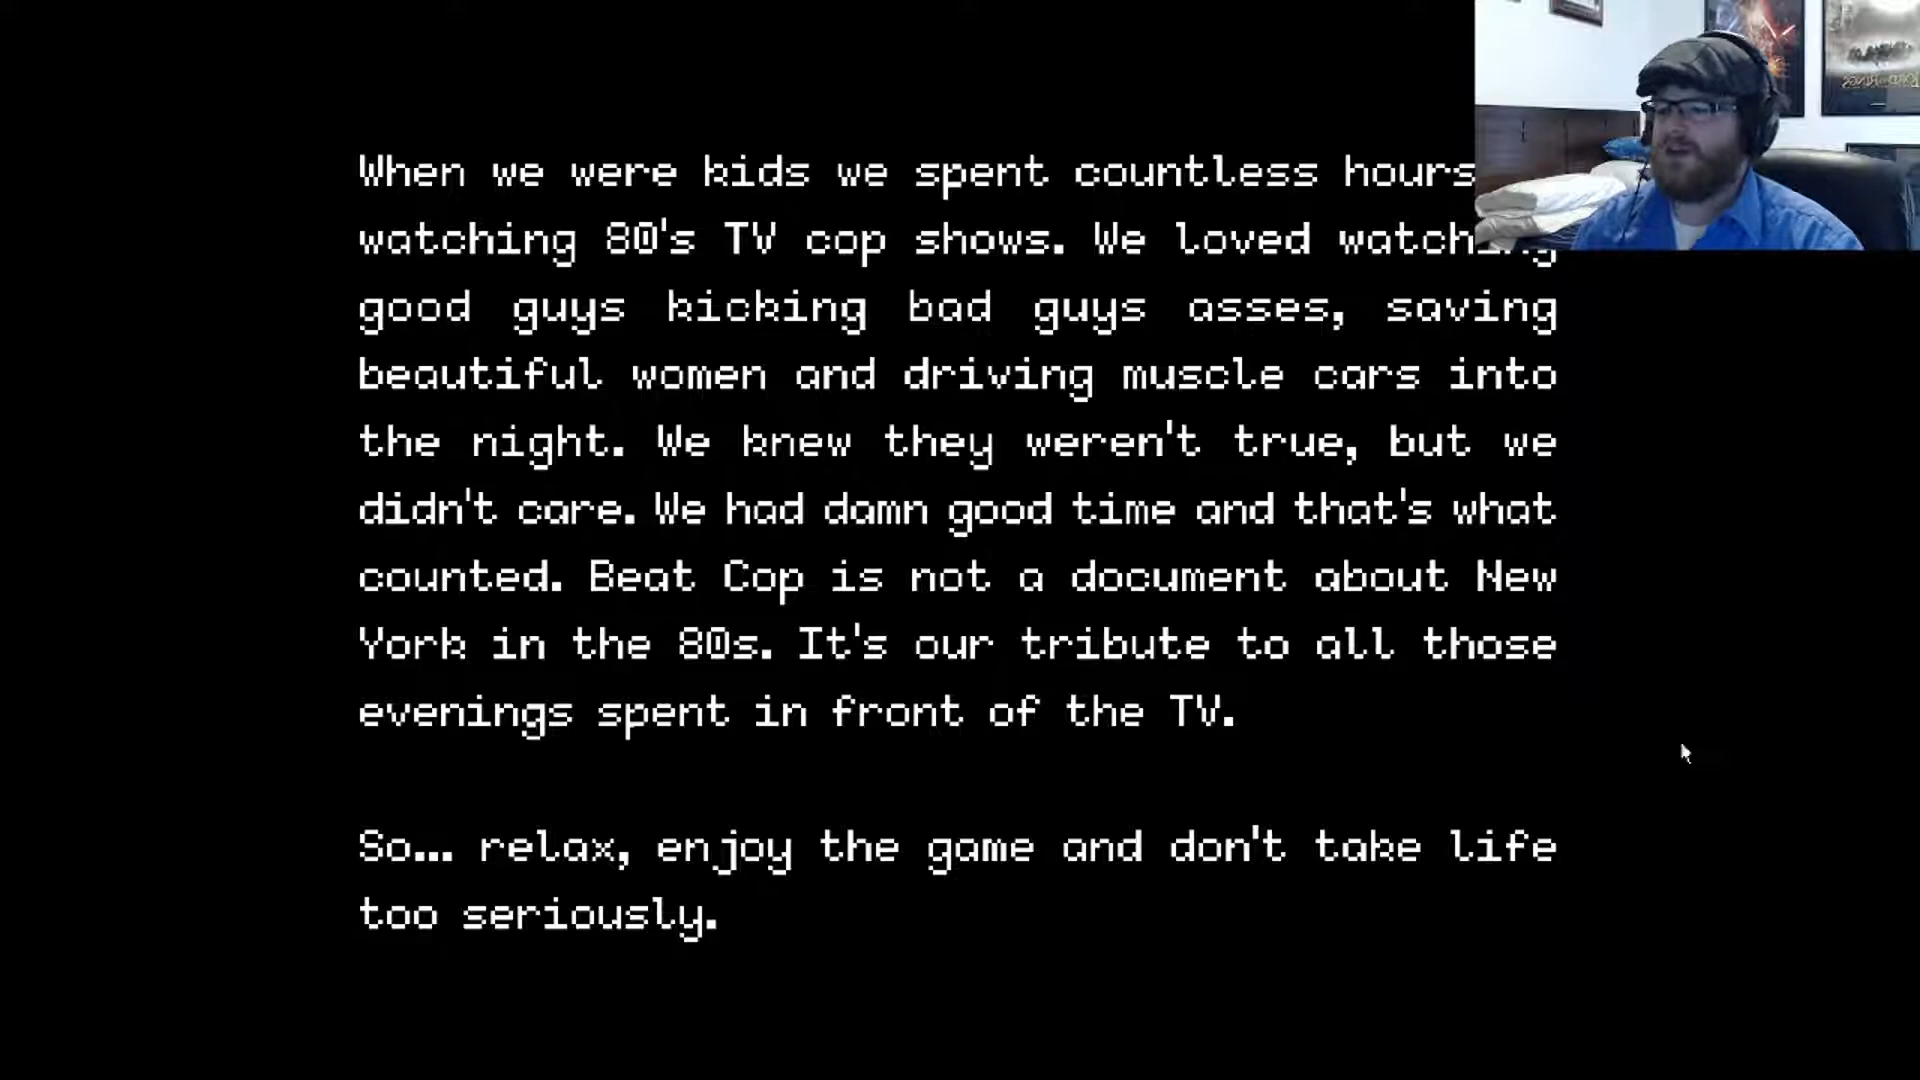 When we were kids we spent countless hours
watching 80's TV cop shows. We loved watching
good guys kicking bad guys asses, saving
beautiful women and driving muscle cars into
the night. We knew they weren't true, but we
didn't care. We had damn good time and that's what
counted. Beat Cop is not a document about New
York in the 80s. It's our tribute to all those
evenings spent in front of the TV.
So... relax, enjoy the game and don't take life
too seriously.